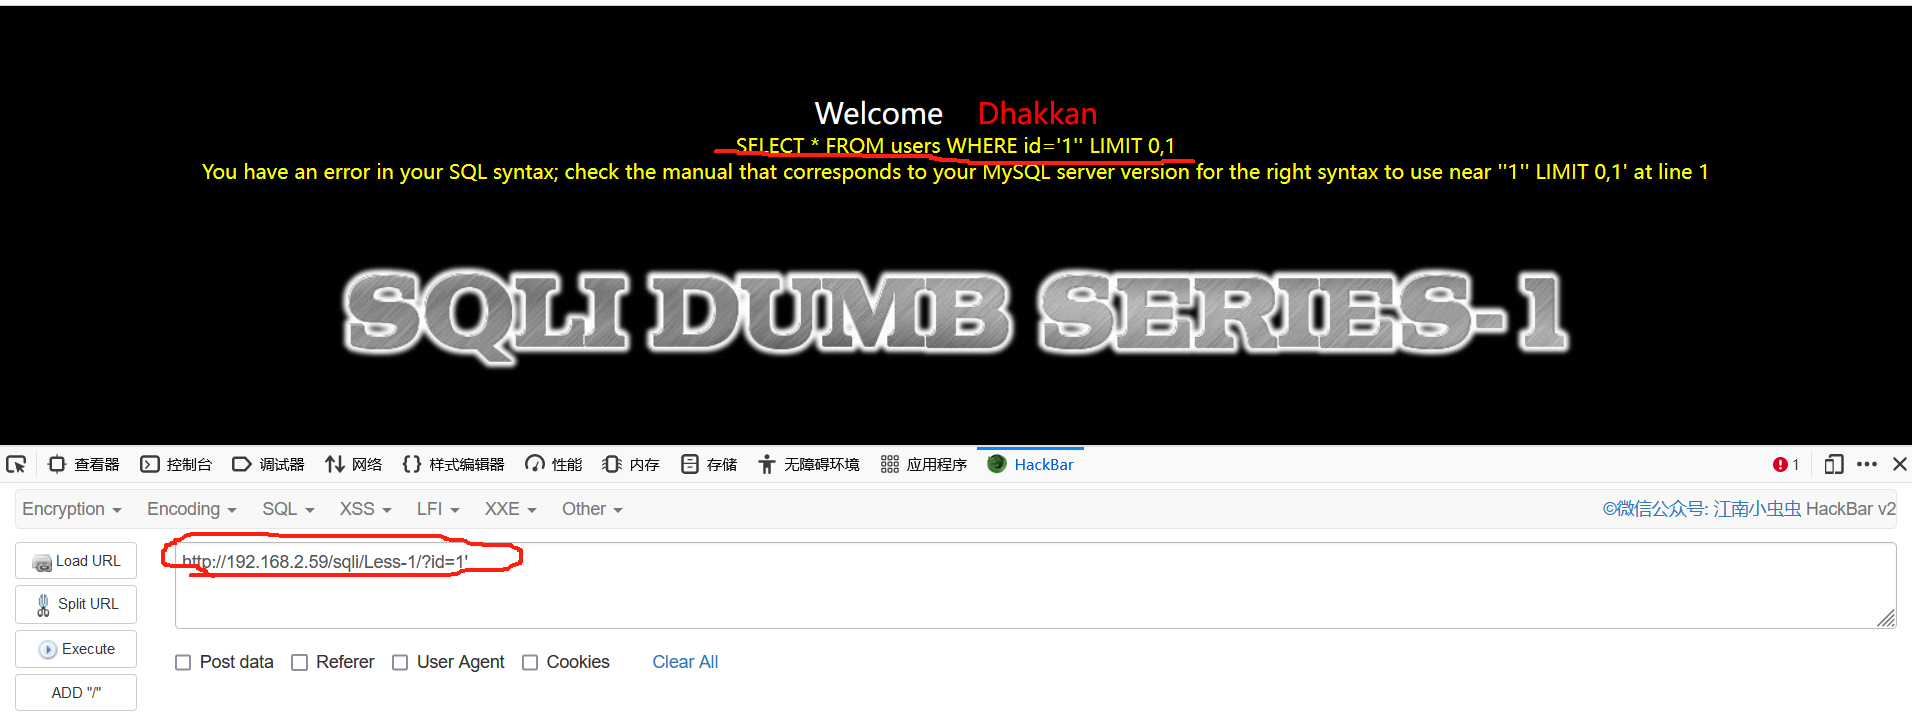 Welcome Dhakkan
SELECT * FROM users WHERE id='1'' LIMIT 0,1
You have an error in your SQL syntax; check the manual that corresponds to your MySQL server version for the right syntax to use near ''1'' LIMIT 0,1' at line 1
SQLI DUMB SERIES-1
查看器 控制台 调试器 网络 样式编辑器 性能 内存 存储 无障碍环境 应用程序 HackBar 1
Encryption Encoding SQL XSS LFI XXE Other ©微信公众号: 江南小虫虫 HackBar v2
Load URL http://192.168.2.59/sqli/Less-1/?id=1'
Split URL
Execute Post data Referer User Agent Cookies Clear All
ADD "/"